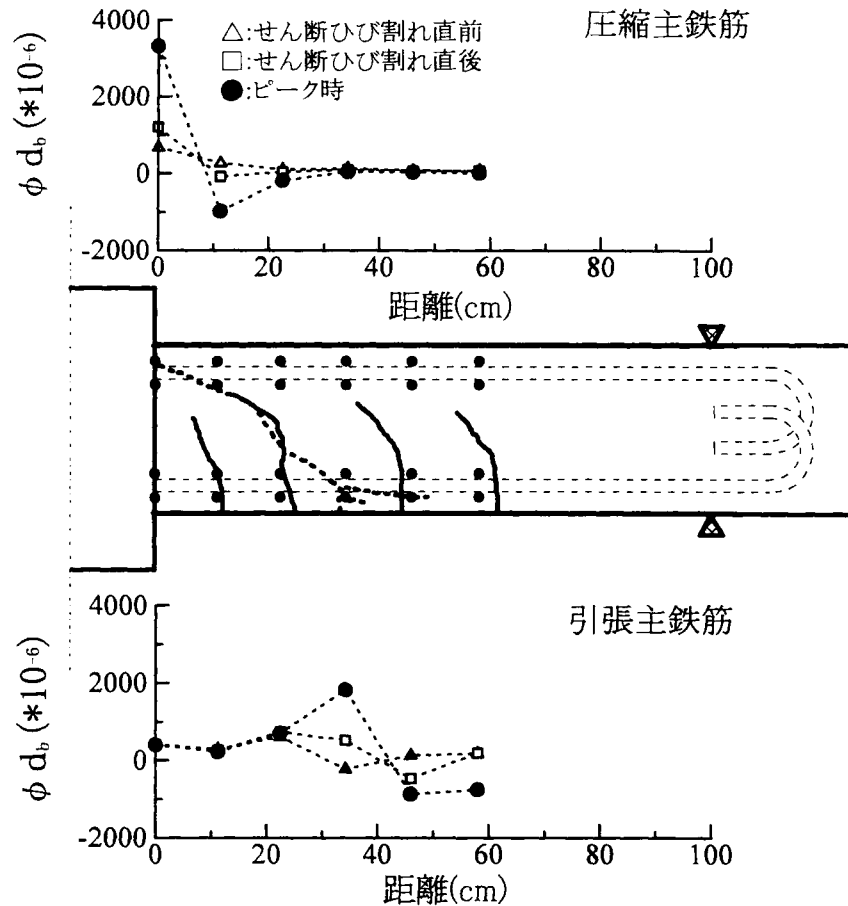 圧縮主鉄筋
△:せん断ひび割れ直前
□:せん断ひび割れ直後
●:ピーク時
φ d_b (*10⁻⁶)
4000
2000
0
-2000
0 20 40 60 80 100
距離(cm)
引張主鉄筋
φ d_b (*10⁻⁶)
4000
2000
0
-2000
0 20 40 60 80 100
距離(cm)